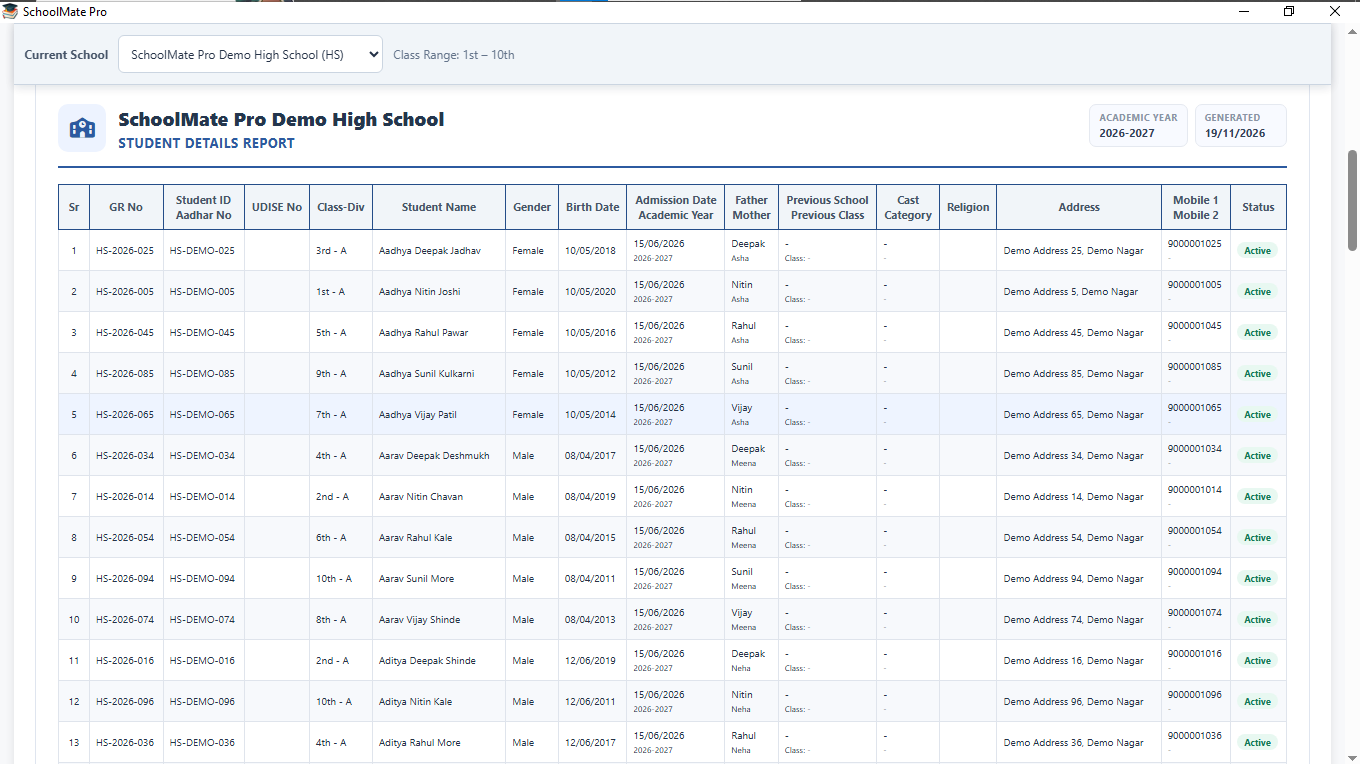 SchoolMate Pro
Current School SchoolMate Pro Demo High School (HS) Class Range: 1st – 10th
SchoolMate Pro Demo High School
STUDENT DETAILS REPORT
ACADEMIC YEAR
2026-2027
GENERATED
19/11/2026
Sr GR No Student ID Aadhar No UDISE No Class-Div Student Name Gender Birth Date Admission Date Academic Year Father Mother Previous School Previous Class Cast Category Religion Address Mobile 1 Mobile 2 Status
1 HS-2026-025 HS-DEMO-025 3rd - A Aadhya Deepak Jadhav Female 10/05/2018 15/06/2026 2026-2027 Deepak Asha - Class: - - - Demo Address 25, Demo Nagar 9000001025 - Active
2 HS-2026-005 HS-DEMO-005 1st - A Aadhya Nitin Joshi Female 10/05/2020 15/06/2026 2026-2027 Nitin Asha - Class: - - - Demo Address 5, Demo Nagar 9000001005 - Active
3 HS-2026-045 HS-DEMO-045 5th - A Aadhya Rahul Pawar Female 10/05/2016 15/06/2026 2026-2027 Rahul Asha - Class: - - - Demo Address 45, Demo Nagar 9000001045 - Active
4 HS-2026-085 HS-DEMO-085 9th - A Aadhya Sunil Kulkarni Female 10/05/2012 15/06/2026 2026-2027 Sunil Asha - Class: - - - Demo Address 85, Demo Nagar 9000001085 - Active
5 HS-2026-065 HS-DEMO-065 7th - A Aadhya Vijay Patil Female 10/05/2014 15/06/2026 2026-2027 Vijay Asha - Class: - - - Demo Address 65, Demo Nagar 9000001065 - Active
6 HS-2026-034 HS-DEMO-034 4th - A Aarav Deepak Deshmukh Male 08/04/2017 15/06/2026 2026-2027 Deepak Meena - Class: - - - Demo Address 34, Demo Nagar 9000001034 - Active
7 HS-2026-014 HS-DEMO-014 2nd - A Aarav Nitin Chavan Male 08/04/2019 15/06/2026 2026-2027 Nitin Meena - Class: - - - Demo Address 14, Demo Nagar 9000001014 - Active
8 HS-2026-054 HS-DEMO-054 6th - A Aarav Rahul Kale Male 08/04/2015 15/06/2026 2026-2027 Rahul Meena - Class: - - - Demo Address 54, Demo Nagar 9000001054 - Active
9 HS-2026-094 HS-DEMO-094 10th - A Aarav Sunil More Male 08/04/2011 15/06/2026 2026-2027 Sunil Meena - Class: - - - Demo Address 94, Demo Nagar 9000001094 - Active
10 HS-2026-074 HS-DEMO-074 8th - A Aarav Vijay Shinde Male 08/04/2013 15/06/2026 2026-2027 Vijay Meena - Class: - - - Demo Address 74, Demo Nagar 9000001074 - Active
11 HS-2026-016 HS-DEMO-016 2nd - A Aditya Deepak Shinde Male 12/06/2019 15/06/2026 2026-2027 Deepak Neha - Class: - - - Demo Address 16, Demo Nagar 9000001016 - Active
12 HS-2026-096 HS-DEMO-096 10th - A Aditya Nitin Kale Male 12/06/2011 15/06/2026 2026-2027 Nitin Neha - Class: - - - Demo Address 96, Demo Nagar 9000001096 - Active
13 HS-2026-036 HS-DEMO-036 4th - A Aditya Rahul More Male 12/06/2017 15/06/2026 2026-2027 Rahul Neha - Class: - - - Demo Address 36, Demo Nagar 9000001036 - Active